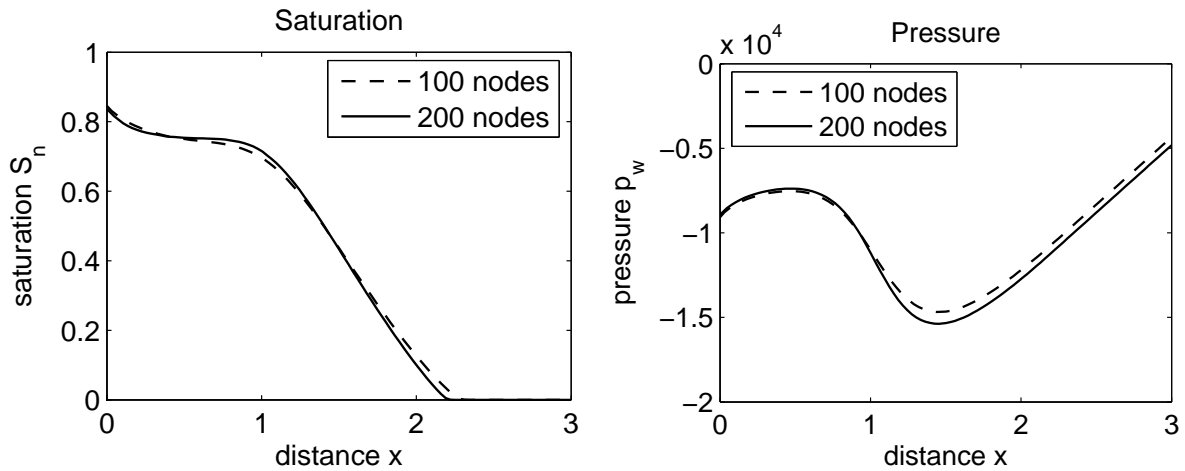 Saturation
1
0.8
0.6
0.4
0.2
0
0
1
2
3
saturation S_n
distance x
100 nodes
200 nodes
Pressure
x 10^4
0
−0.5
−1
−1.5
−2
0
1
2
3
pressure p_w
distance x
100 nodes
200 nodes